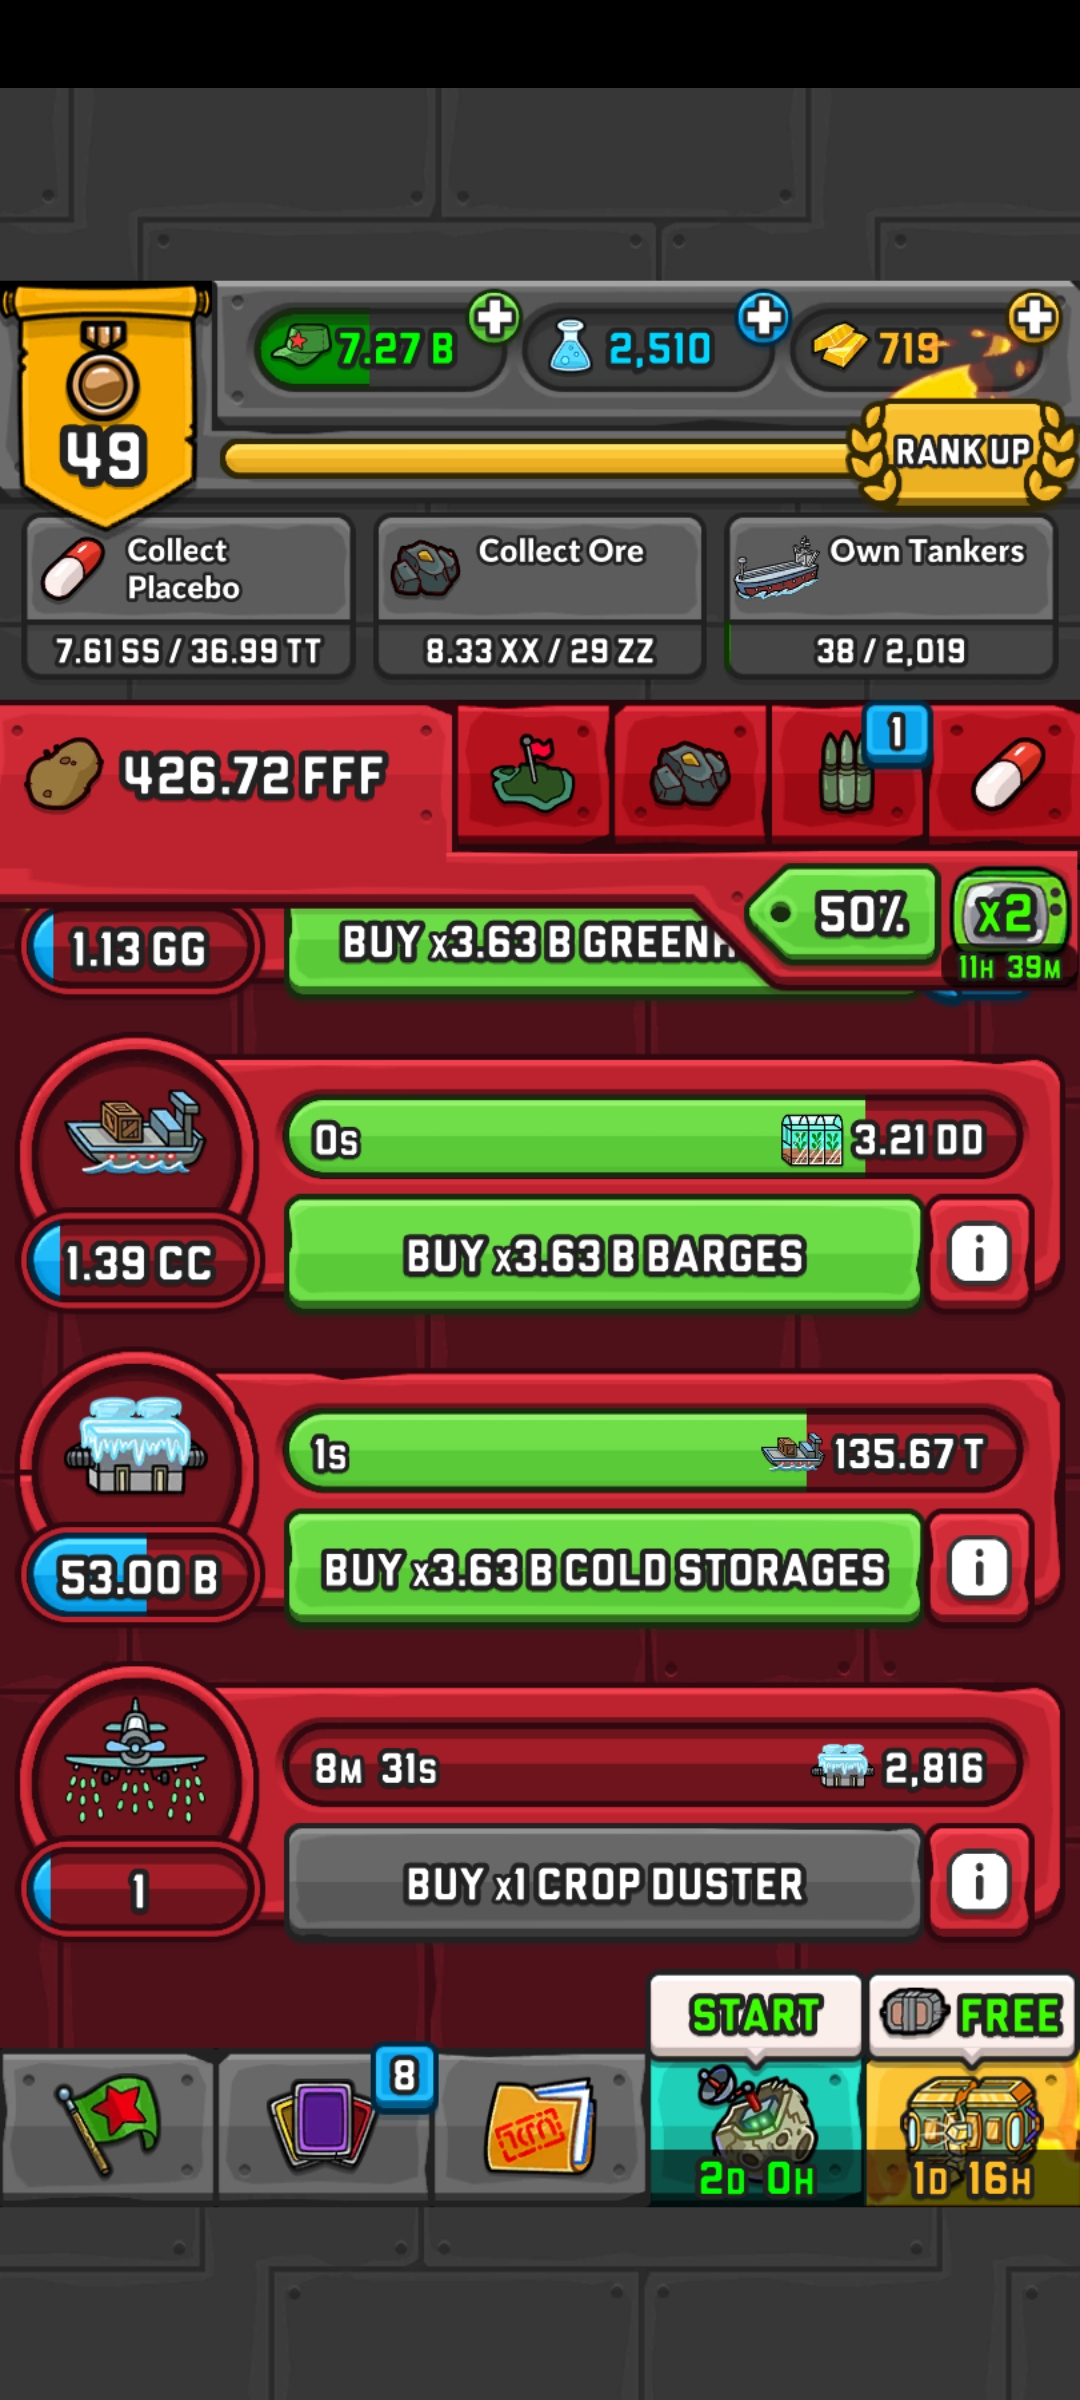 7.27 B
2,510
719
49
RANK UP
Collect
Placebo
7.61 SS / 36.99 TT
Collect Ore
8.33 XX / 29 ZZ
Own Tankers
38 / 2,019
426.72 FFF
1
50%
x2
11H 39M
1.13 GG
BUY x3.63 B GREENH
0s
3.21 DD
1.39 CC
BUY x3.63 B BARGES
i
1s
135.67 T
53.00 B
BUY x3.63 B COLD STORAGES
i
8M 31s
2,816
1
BUY x1 CROP DUSTER
i
START
FREE
8
2D 0H
1D 16H